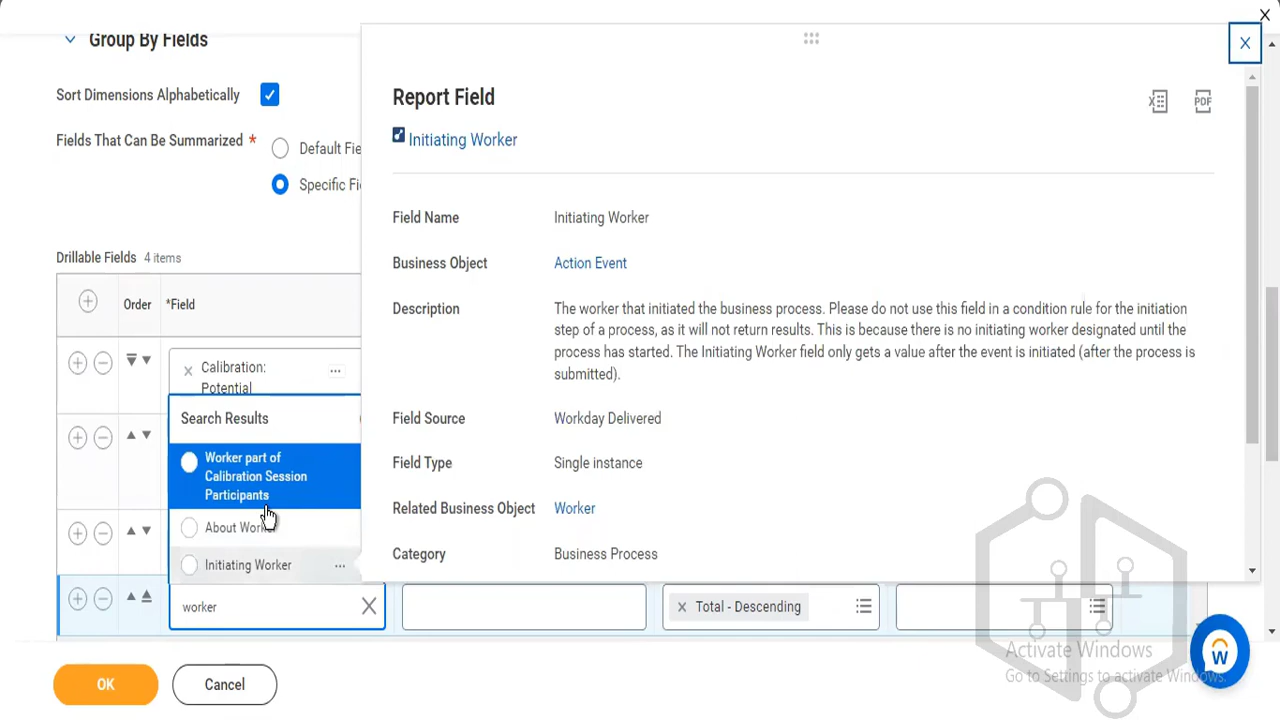 X
Group By Fields
X
Sort Dimensions Alphabetically
Report Field
PDF
Fields That Can Be Summarized *
Default Fie
Initiating Worker
Specific Fi
Field Name
Initiating Worker
Drillable Fields 4 items
Business Object
Action Event
Order
*Field
Description
The worker that initiated the business process. Please do not use this field in a condition rule for the initiation
step of a process, as it will not return results. This is because there is no initiating worker designated until the
process has started. The Initiating Worker field only gets a value after the event is initiated (after the process is
submitted).
Calibration:
Potential
Search Results
Field Source
Workday Delivered
Worker part of
Calibration Session
Participants
Field Type
Single instance
About
Related Business Object
Worker
Initiating Worker
Category
Business Process
worker
Total - Descending
Activate Windows
Go to Settings to activate Windows.
OK
Cancel